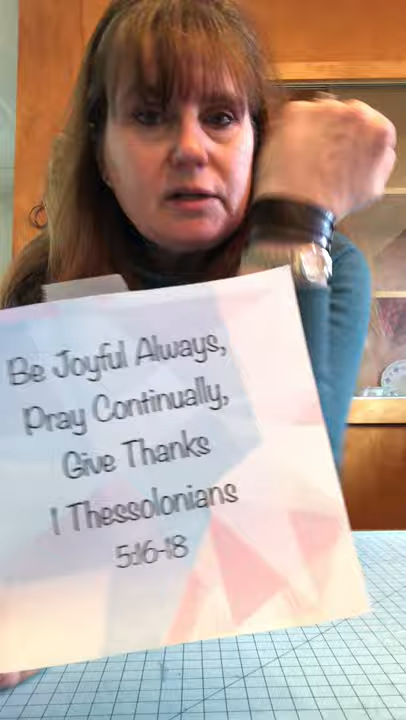 Be Joyful Always,
Pray Continually,
Give Thanks
1 Thessolonians
5:16-18